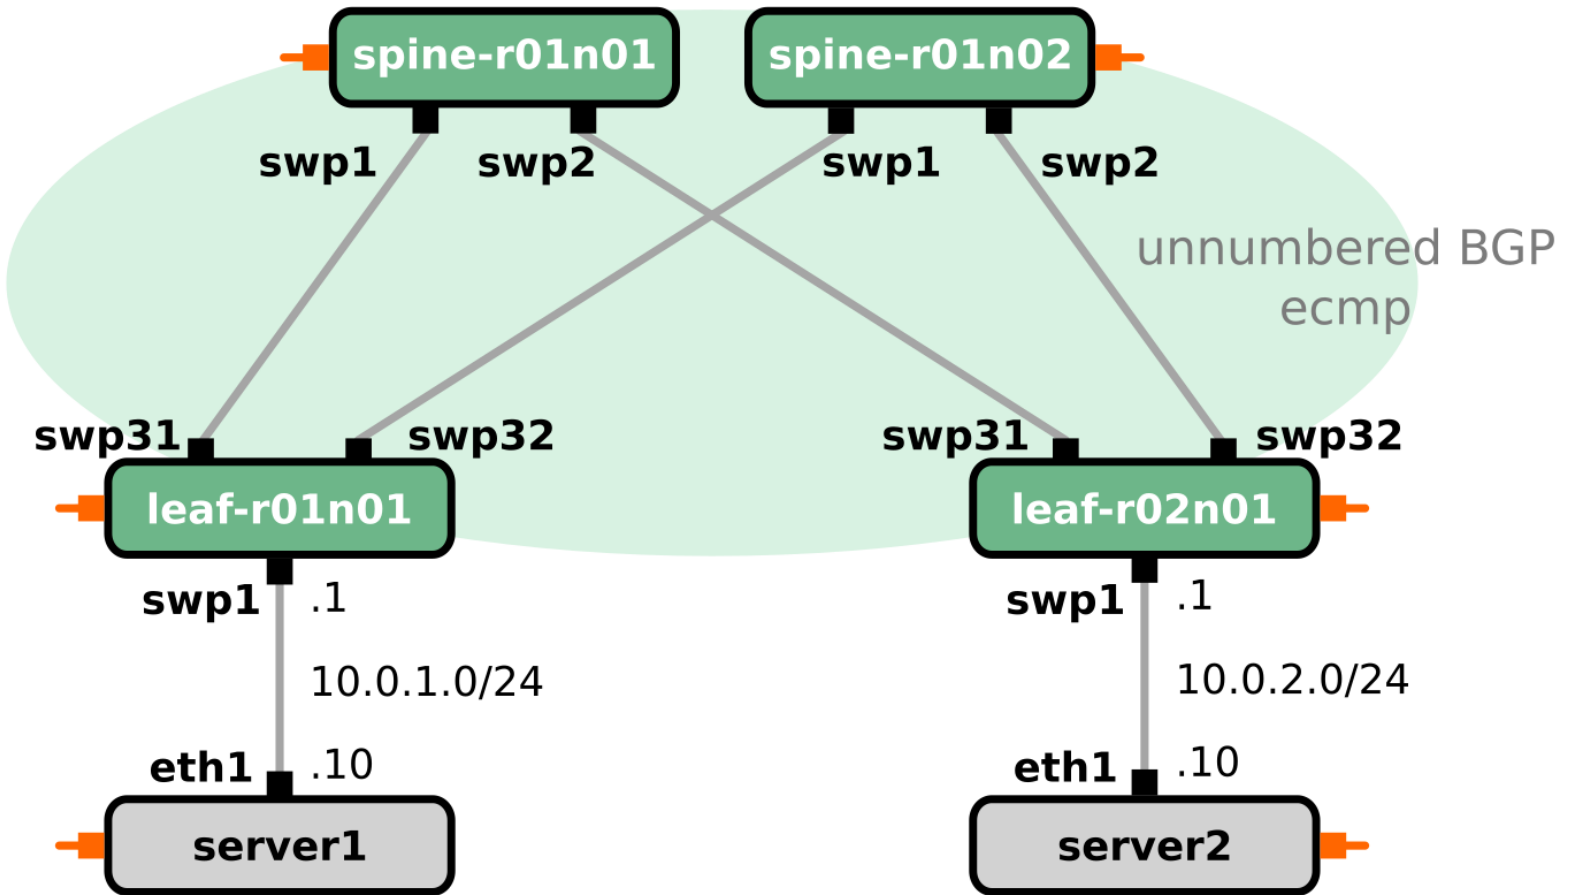 spine-r01n01
spine-r01n02
swp1
swp2
swp1
swp2
unnumbered BGP
ecmp
swp31
swp32
swp31
swp32
leaf-r01n01
leaf-r02n01
swp1
.1
swp1
.1
10.0.1.0/24
10.0.2.0/24
eth1
.10
eth1
.10
server1
server2